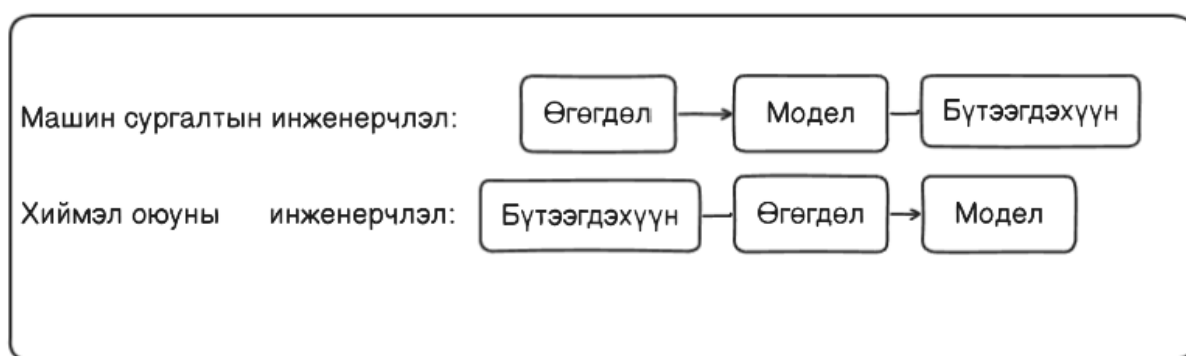 Машин сургалтын инженерчлэл: Өгөгдөл Модел Бүтээгдэхүүн
Хиймэл оюуны инженерчлэл: Бүтээгдэхүүн Өгөгдөл Модел